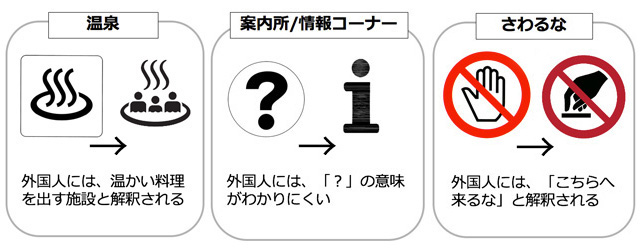 温泉
外国人には、温かい料理
を出す施設と解釈される
案内所/情報コーナー
?
i
外国人には、「?」の意味
がわかりにくい
さわるな
外国人には、「こちらへ
来るな」と解釈される